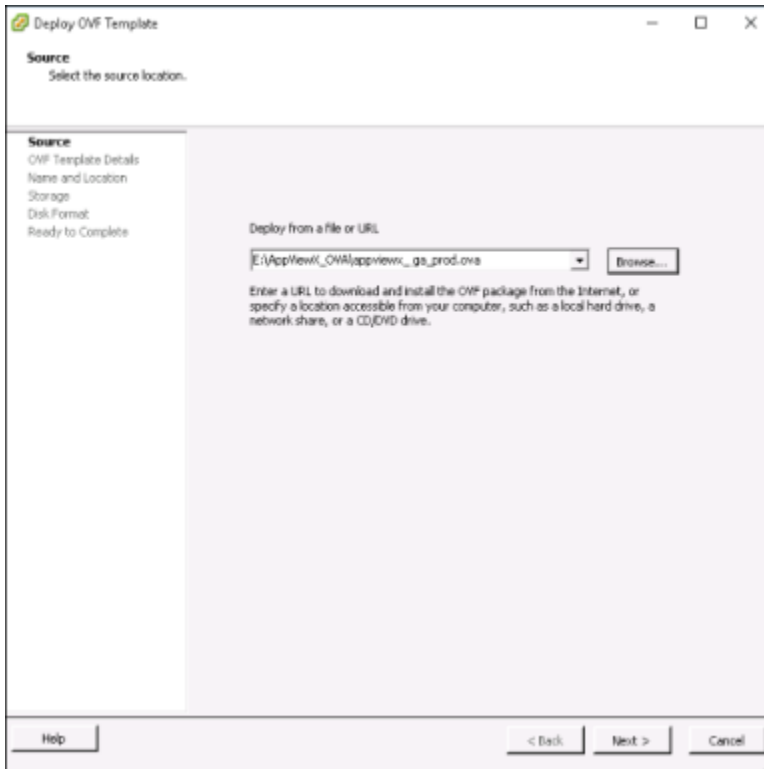 Deploy OVF Template
Source
Select the source location.
Source
OVF Template Details
Name and Location
Storage
Disk Format
Ready to Complete
Deploy from a file or URL
E:\AppViewX_OVA\appviewx_ga_prod.ova
Browse...
Enter a URL to download and install the OVF package from the Internet, or
specify a location accessible from your computer, such as a local hard drive, a
network share, or a CD/DVD drive.
Help
< Back
Next >
Cancel